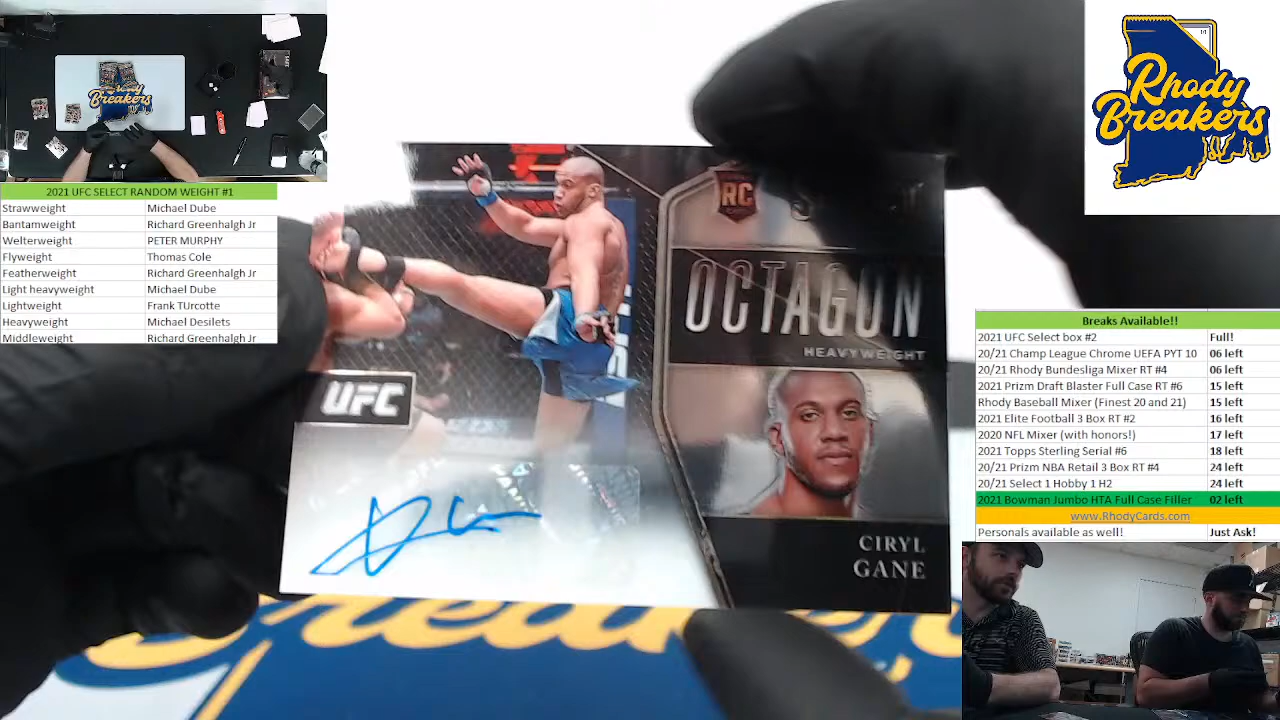 Rhody
Breakers
2021 UFC SELECT RANDOM WEIGHT #1
Strawweight Michael Dube
Bantamweight Richard Greenhalgh Jr
Welterweight PETER MURPHY
Flyweight Thomas Cole
Featherweight Richard Greenhalgh Jr
Light heavyweight Michael Dube
Lightweight Frank TUrcotte
Heavyweight Michael Desilets
Middleweight Richard Greenhalgh Jr
RC
OCTAGON
HEAVYWEIGHT
UFC
CIRYL
GANE
Rhody
Breakers
Breaks Available!!
2021 UFC Select box #2 Full!
20/21 Champ League Chrome UEFA PYT 10 06 left
20/21 Rhody Bundesliga Mixer RT #4 06 left
2021 Prizm Draft Blaster Full Case RT #6 15 left
Rhody Baseball Mixer (Finest 20 and 21) 15 left
2021 Elite Football 3 Box RT #2 16 left
2020 NFL Mixer (with honors!) 17 left
2021 Topps Sterling Serial #6 18 left
20/21 Prizm NBA Retail 3 Box RT #4 24 left
20/21 Select 1 Hobby 1 H2 24 left
2021 Bowman Jumbo HTA Full Case Filler 02 left
www.RhodyCards.com
Personals available as well! Just Ask!
Breakers